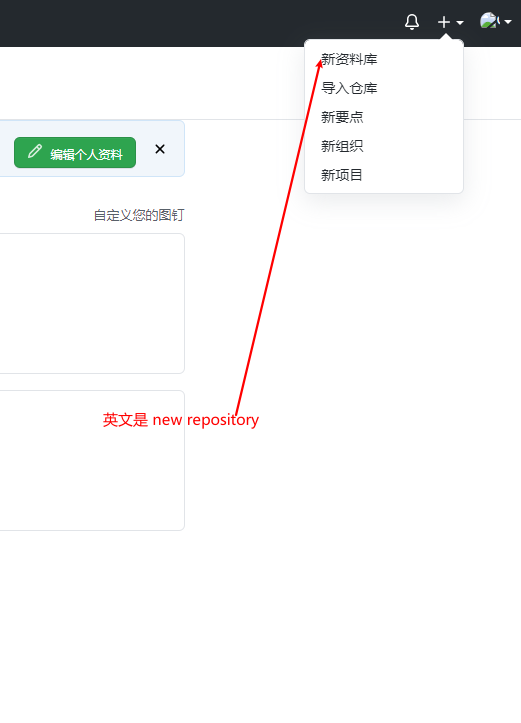 新资料库
导入仓库
新要点
新组织
新项目
编辑个人资料
自定义您的图钉
英文是 new repository